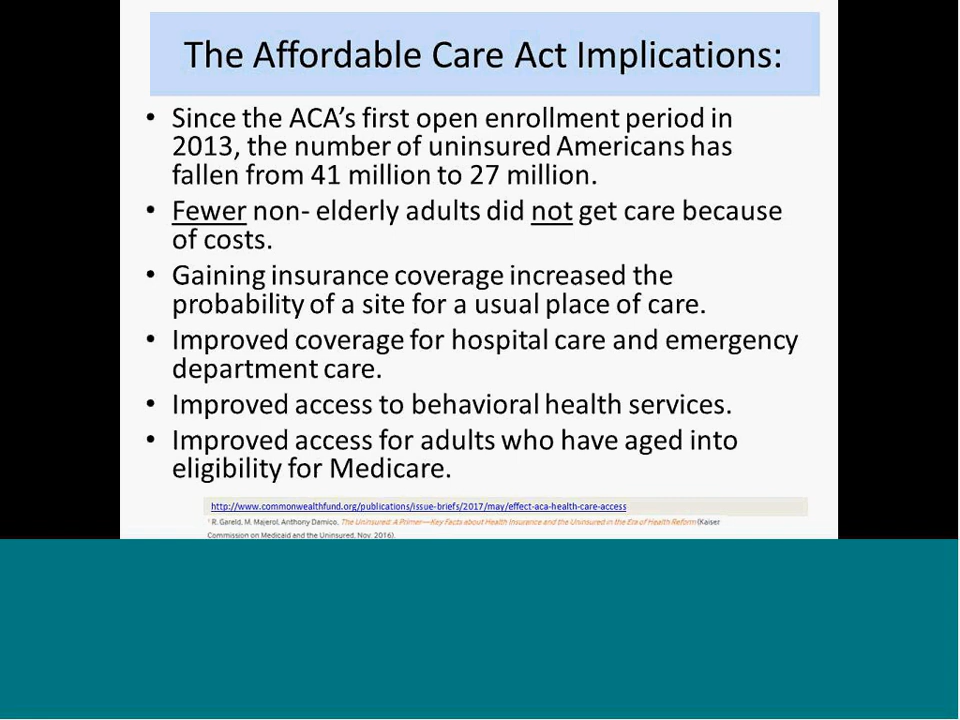 The Affordable Care Act Implications:
• Since the ACA's first open enrollment period in
2013, the number of uninsured Americans has
fallen from 41 million to 27 million.
• Fewer non- elderly adults did not get care because
of costs.
• Gaining insurance coverage increased the
probability of a site for a usual place of care.
• Improved coverage for hospital care and emergency
department care.
• Improved access to behavioral health services.
• Improved access for adults who have aged into
eligibility for Medicare.
http://www.commonwealthfund.org/publications/issue-briefs/2017/may/effect-aca-health-care-access
¹ R. Gareld, M. Majerol, Anthony Damico, The Uninsured: A Primer—Key Facts about Health Insurance and the Uninsured in the Era of Health Reform (Kaiser
Commission on Medicaid and the Uninsured, Nov. 2016).